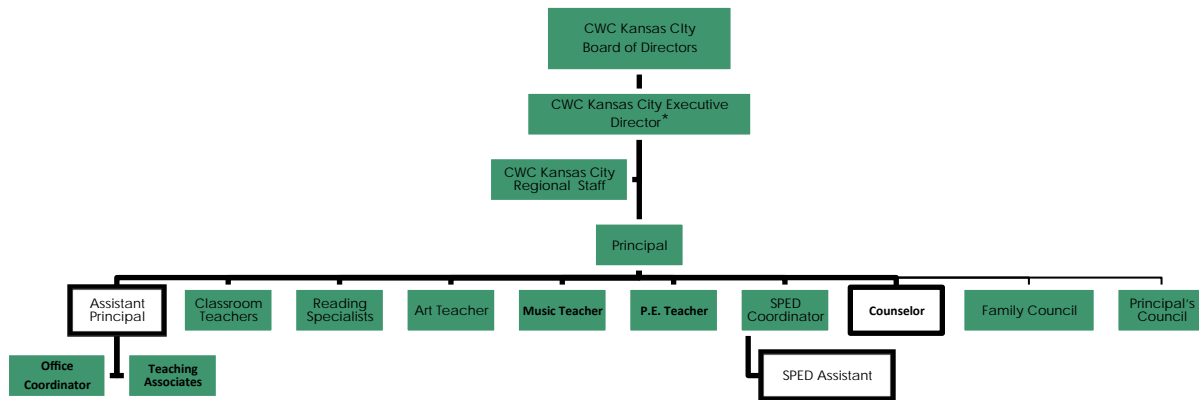 CWC Kansas CIty
Board of Directors
CWC Kansas City Executive
Director*
CWC Kansas City
Regional Staff
Principal
Assistant
Principal
Classroom
Teachers
Reading
Specialists
Art Teacher
Music Teacher
P.E. Teacher
SPED
Coordinator
Counselor
Family Council
Principal's
Council
Office
Coordinator
Teaching
Associates
SPED Assistant